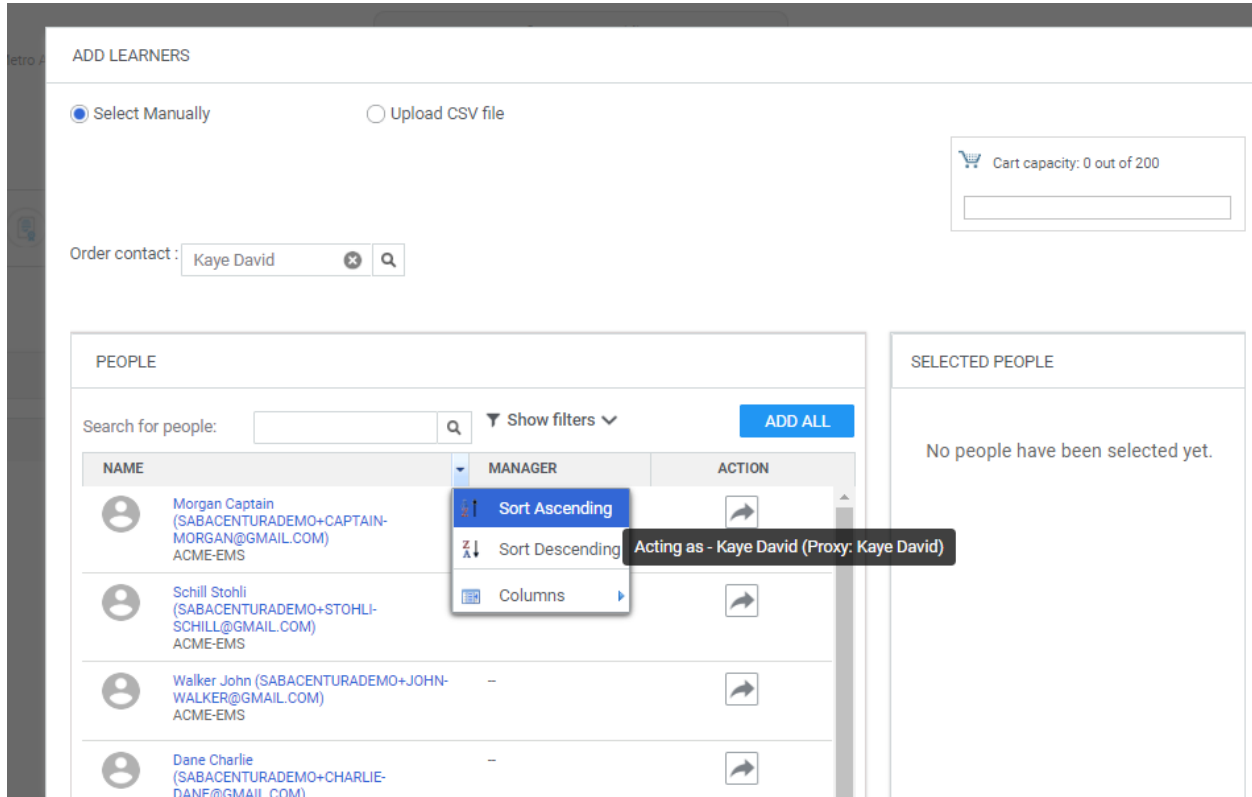 ADD LEARNERS
Select Manually
Upload CSV file
Cart capacity: 0 out of 200
Order contact :
Kaye David
PEOPLE
SELECTED PEOPLE
Search for people:
Show filters
ADD ALL
No people have been selected yet.
NAME
MANAGER
ACTION
Morgan Captain
(SABACENTURADEMO+CAPTAIN-
MORGAN@GMAIL.COM)
ACME-EMS
Sort Ascending
Sort Descending
Columns
Acting as - Kaye David (Proxy: Kaye David)
Schill Stohli
(SABACENTURADEMO+STOHLI-
SCHILL@GMAIL.COM)
ACME-EMS
Walker John (SABACENTURADEMO+JOHN-
WALKER@GMAIL.COM)
ACME-EMS
--
Dane Charlie
(SABACENTURADEMO+CHARLIE-
DANE@GMAIL.COM)
--